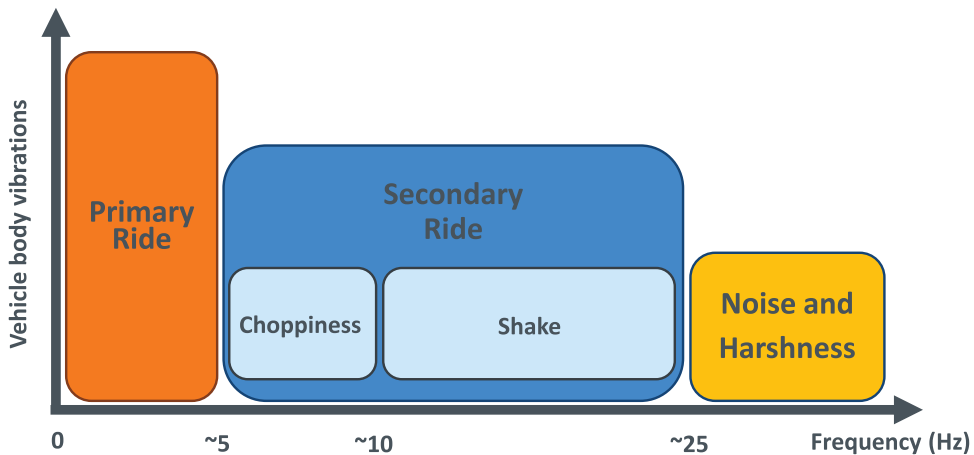 Vehicle body vibrations
Primary
Ride
Secondary
Ride
Choppiness
Shake
Noise and
Harshness
0
~5
~10
~25
Frequency (Hz)